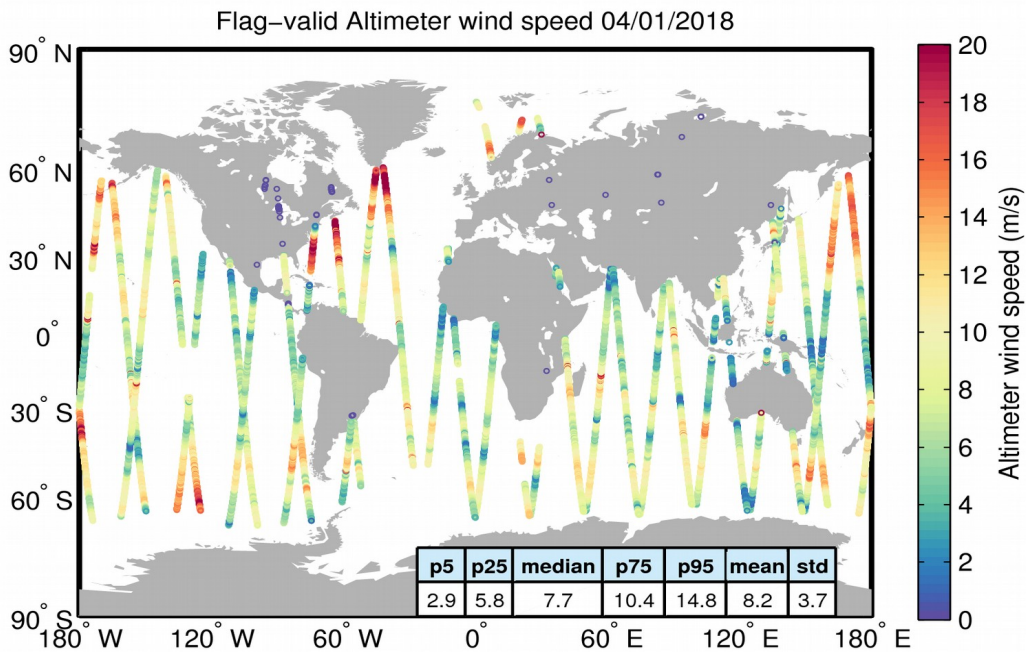 Flag−valid Altimeter wind speed 04/01/2018
90° N
60° N
30° N
0°
30° S
60° S
90° S
180° W
120° W
60° W
0°
60° E
120° E
180° E
p5 p25 median p75 p95 mean std
2.9 5.8 7.7 10.4 14.8 8.2 3.7
20
18
16
14
12
10
8
6
4
2
0
Altimeter wind speed (m/s)